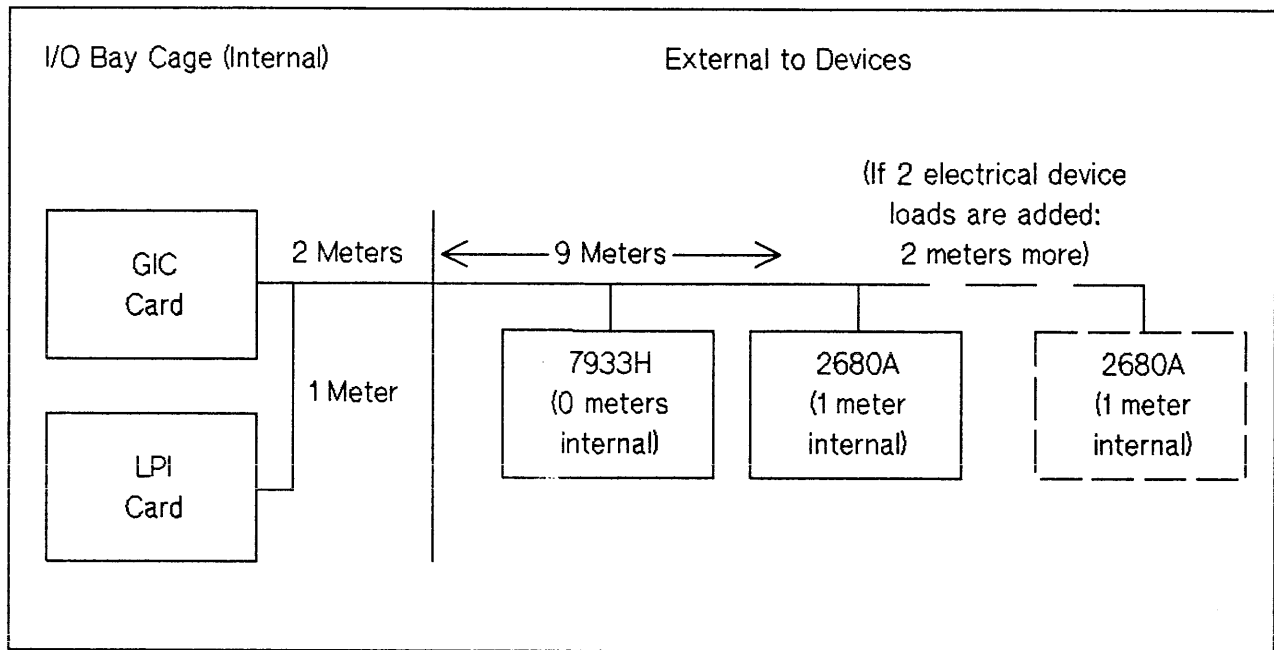 I/O Bay Cage (Internal)
External to Devices
(If 2 electrical device
loads are added:
2 meters more)
GIC
Card
2 Meters
9 Meters
1 Meter
LPI
Card
7933H
(0 meters
internal)
2680A
(1 meter
internal)
2680A
(1 meter
internal)